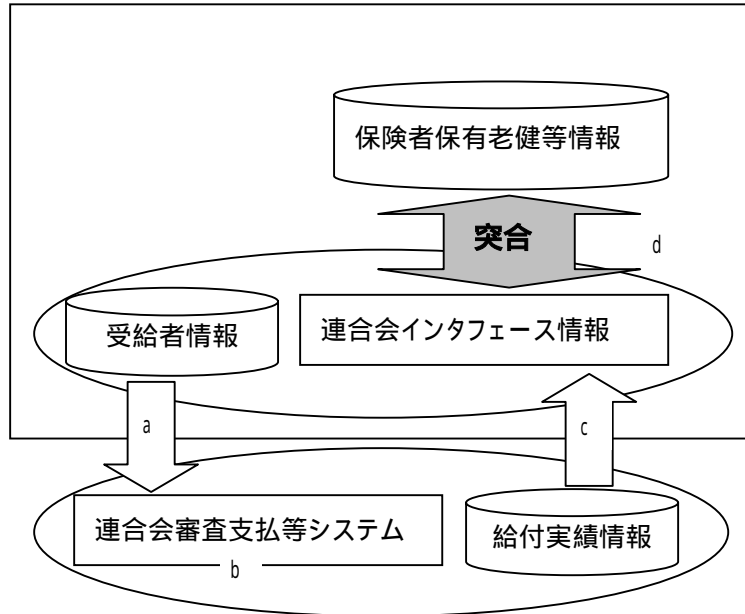 保険者保有老健等情報
突合
d
受給者情報
連合会インタフェース情報
a
c
連合会審査支払等システム
給付実績情報
b